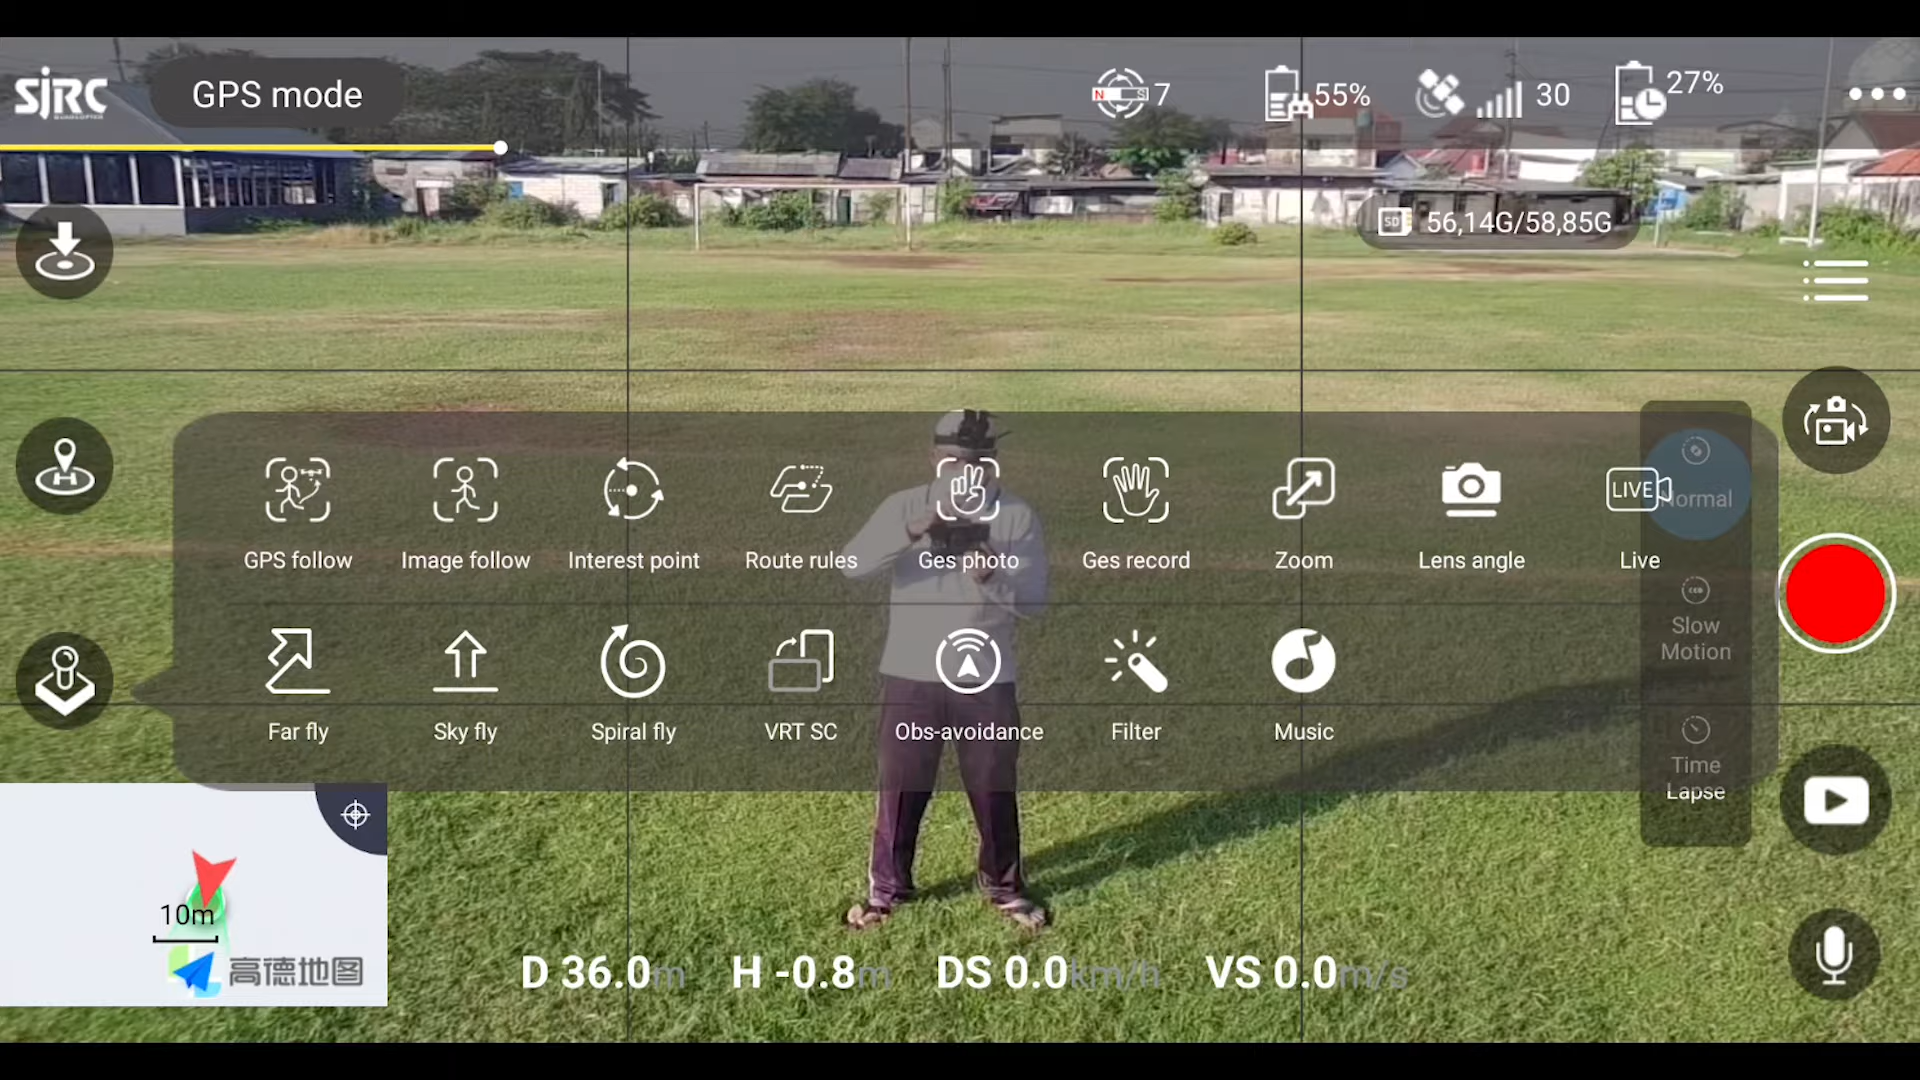 SJRC
GPS mode
N S 7
55%
30
27%
SD 56,14G/58,85G
GPS follow
Image follow
Interest point
Route rules
Ges photo
Ges record
Zoom
Lens angle
LIVE
Live
Normal
Far fly
Sky fly
Spiral fly
VRT SC
Obs-avoidance
Filter
Music
Slow
Motion
Time
Lapse
10m
高德地图
D 36.0m H -0.8m DS 0.0km/h VS 0.0m/s